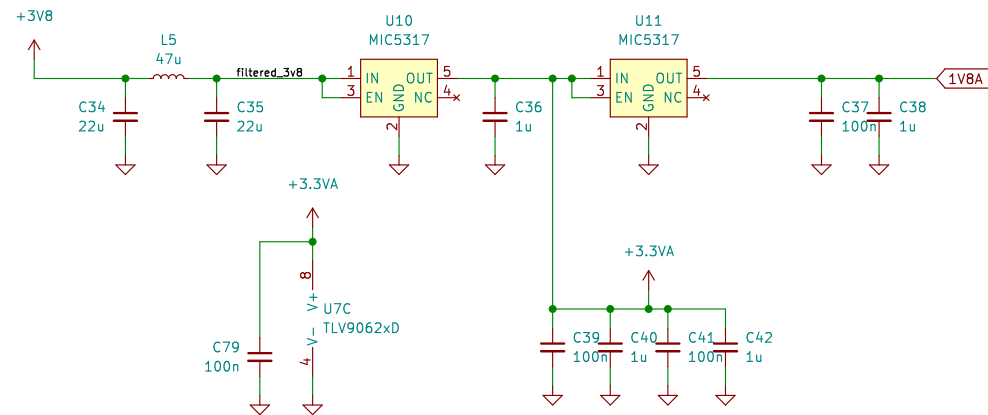 +3V8
L5
47u
filtered_3v8
C34
22u
C35
22u
U10
MIC5317
1 IN OUT 5
3 EN NC 4
GND
2
C36
1u
U11
MIC5317
1 IN OUT 5
3 EN NC 4
GND
2
C37
100n
C38
1u
1V8A
+3.3VA
8
V+
U7C
TLV9062xD
V-
4
C79
100n
+3.3VA
C39
100n
C40
1u
C41
100n
C42
1u